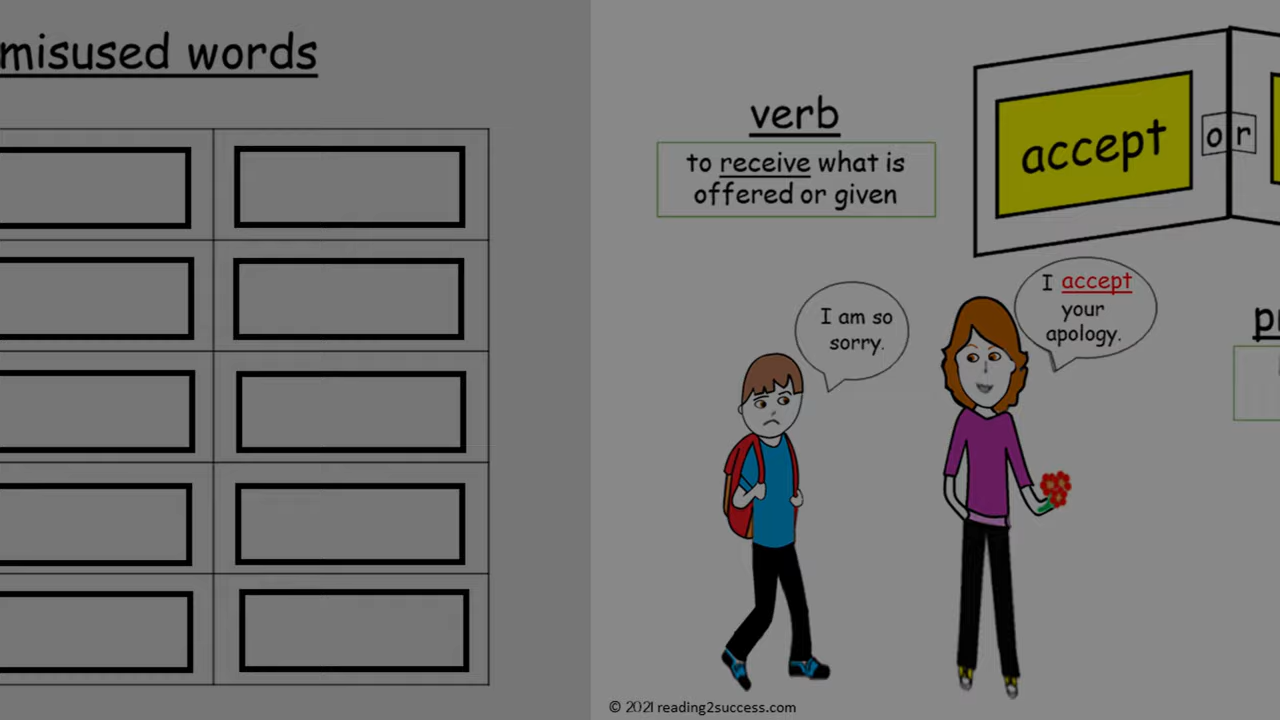 misused words
verb
to receive what is
offered or given
accept
or
I am so
sorry.
I accept
your
apology.
© 2021 reading2success.com